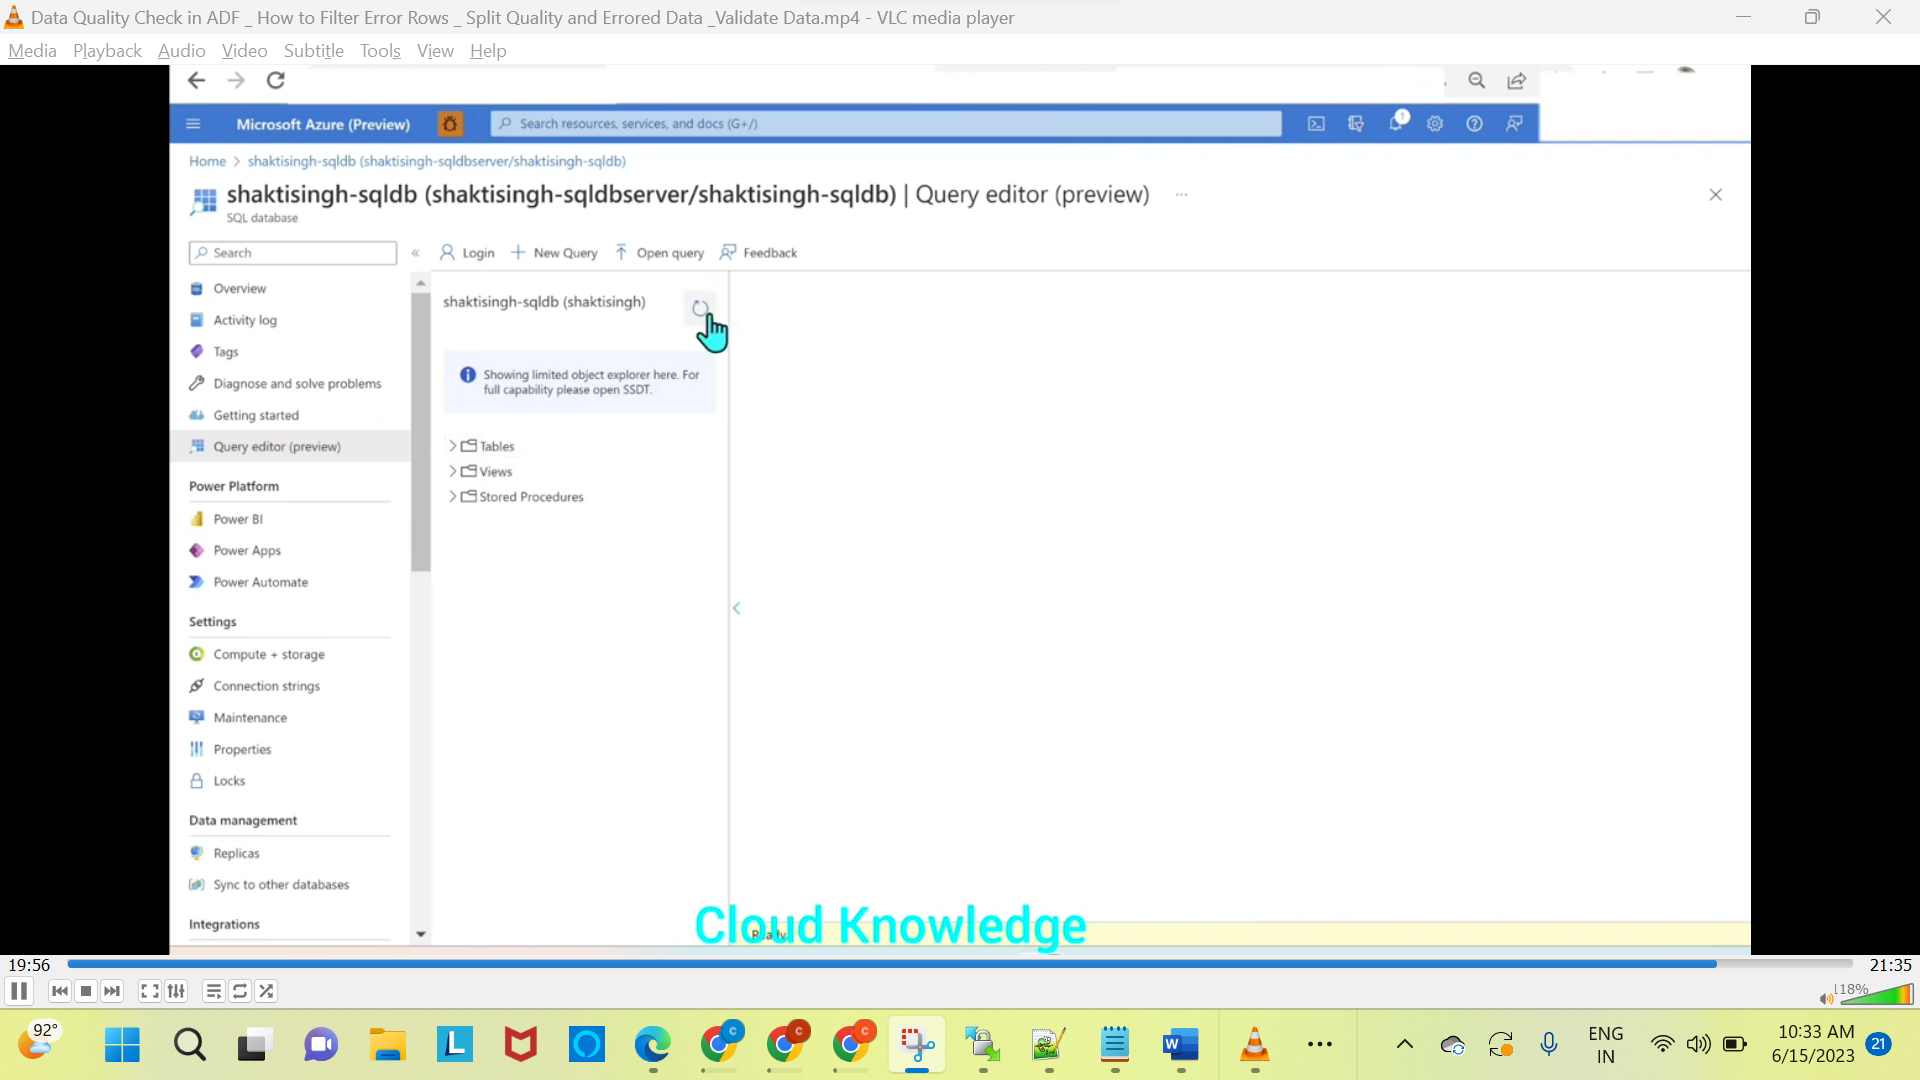 Data Quality Check in ADF _ How to Filter Error Rows _ Split Quality and Errored Data _Validate Data.mp4 - VLC media player
Media Playback Audio Video Subtitle Tools View Help
Microsoft Azure (Preview)
Search resources, services, and docs (G+/)
1
Home > shaktisingh-sqldb (shaktisingh-sqldbserver/shaktisingh-sqldb)
shaktisingh-sqldb (shaktisingh-sqldbserver/shaktisingh-sqldb) | Query editor (preview) ...
SQL database
Search
Login
New Query
Open query
Feedback
Overview
Activity log
Tags
Diagnose and solve problems
Getting started
Query editor (preview)
Power Platform
Power BI
Power Apps
Power Automate
Settings
Compute + storage
Connection strings
Maintenance
Properties
Locks
Data management
Replicas
Sync to other databases
Integrations
shaktisingh-sqldb (shaktisingh)
Showing limited object explorer here. For
full capability please open SSDT.
Tables
Views
Stored Procedures
Cloud Knowledge
19:56
21:35
118%
92°
ENG
IN
10:33 AM
6/15/2023
21